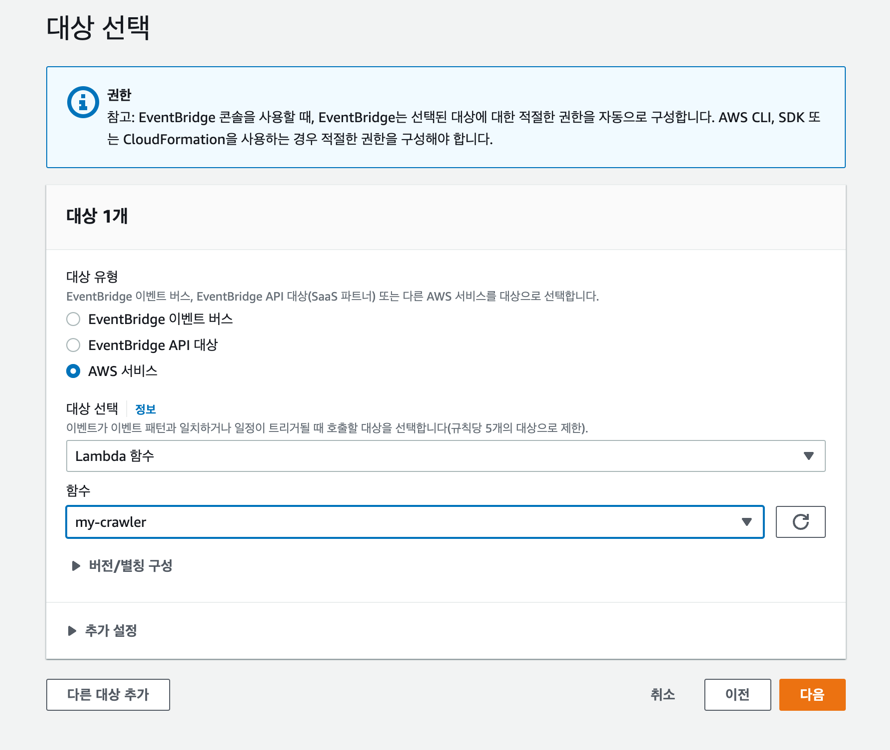 대상 선택
권한
참고: EventBridge 콘솔을 사용할 때, EventBridge는 선택된 대상에 대한 적절한 권한을 자동으로 구성합니다. AWS CLI, SDK 또
는 CloudFormation을 사용하는 경우 적절한 권한을 구성해야 합니다.
대상 1개
대상 유형
EventBridge 이벤트 버스, EventBridge API 대상(SaaS 파트너) 또는 다른 AWS 서비스를 대상으로 선택합니다.
EventBridge 이벤트 버스
EventBridge API 대상
AWS 서비스
대상 선택 정보
이벤트가 이벤트 패턴과 일치하거나 일정이 트리거될 때 호출할 대상을 선택합니다(규칙당 5개의 대상으로 제한).
Lambda 함수
함수
my-crawler
버전/별칭 구성
추가 설정
다른 대상 추가 취소 이전 다음